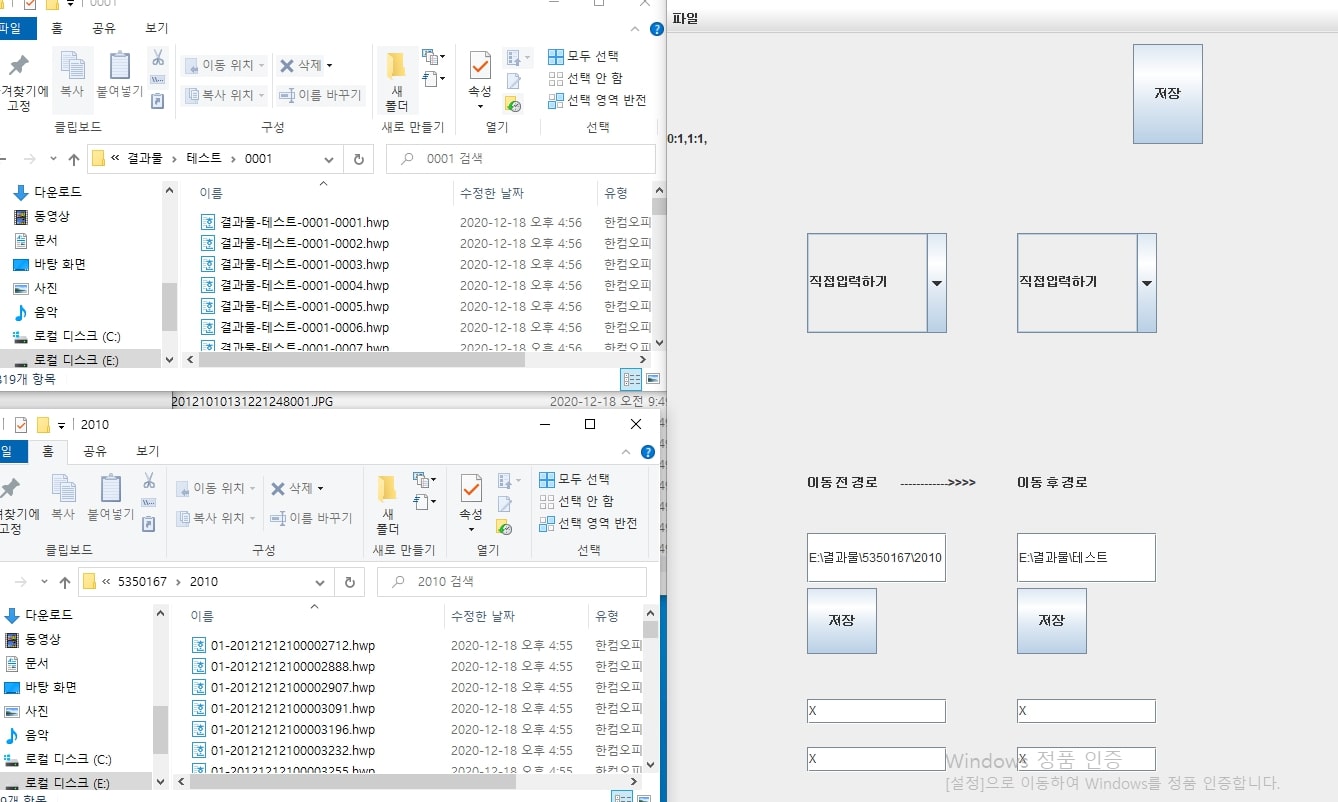 0001
파일
홈
공유
보기
겨찾기에
고정
복사
붙여넣기
이동 위치
복사 위치
삭제
이름 바꾸기
새
폴더
속성
모두 선택
선택 안 함
선택 영역 반전
클립보드
구성
새로 만들기
열기
선택
« 결과물 > 테스트 > 0001
0001 검색
이름
수정한 날짜
유형
다운로드
동영상
문서
바탕 화면
사진
음악
로컬 디스크 (C:)
로컬 디스크 (E:)
결과물-테스트-0001-0001.hwp 2020-12-18 오후 4:56 한컴오피
결과물-테스트-0001-0002.hwp 2020-12-18 오후 4:56 한컴오피
결과물-테스트-0001-0003.hwp 2020-12-18 오후 4:56 한컴오피
결과물-테스트-0001-0004.hwp 2020-12-18 오후 4:56 한컴오피
결과물-테스트-0001-0005.hwp 2020-12-18 오후 4:56 한컴오피
결과물-테스트-0001-0006.hwp 2020-12-18 오후 4:56 한컴오피
결과물-테스트-0001-0007.hwp 2020-12-18 오후 4:56 한컴오피
319개 항목
20121010131221248001.JPG 2020-12-18 오전 9:49
2010
일
홈
공유
보기
겨찾기에
고정
복사
붙여넣기
이동 위치
복사 위치
삭제
이름 바꾸기
새
폴더
속성
모두 선택
선택 안 함
선택 영역 반전
클립보드
구성
새로 만들기
열기
선택
« 5350167 > 2010
2010 검색
이름
수정한 날짜
유형
다운로드
동영상
문서
바탕 화면
사진
음악
로컬 디스크 (C:)
로컬 디스크 (E:)
01-20121212100002712.hwp 2020-12-18 오후 4:55 한컴오피
01-20121212100002888.hwp 2020-12-18 오후 4:55 한컴오피
01-20121212100002907.hwp 2020-12-18 오후 4:55 한컴오피
01-20121212100003091.hwp 2020-12-18 오후 4:55 한컴오피
01-20121212100003196.hwp 2020-12-18 오후 4:55 한컴오피
01-20121212100003232.hwp 2020-12-18 오후 4:55 한컴오피
01-20121212100003255.hwp 2020-12-18 오후 4:55 한컴오피
파일
저장
0:1,1:1,
직접입력하기
직접입력하기
이동 전 경로 ------------>>>> 이동 후 경로
E:\결과물\5350167\2010
E:\결과물\테스트
저장
저장
X
X
X
X
Windows 정품 인증
[설정]으로 이동하여 Windows를 정품 인증합니다.